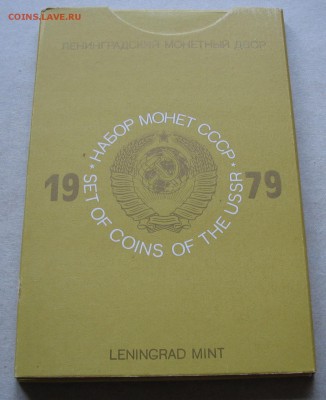 COINS.LAVE.RU
ЛЕНИНГРАДСКИЙ МОНЕТНЫЙ ДВОР
• НАБОР МОНЕТ СССР •
19 79
SET OF COINS OF THE USSR
LENINGRAD MINT